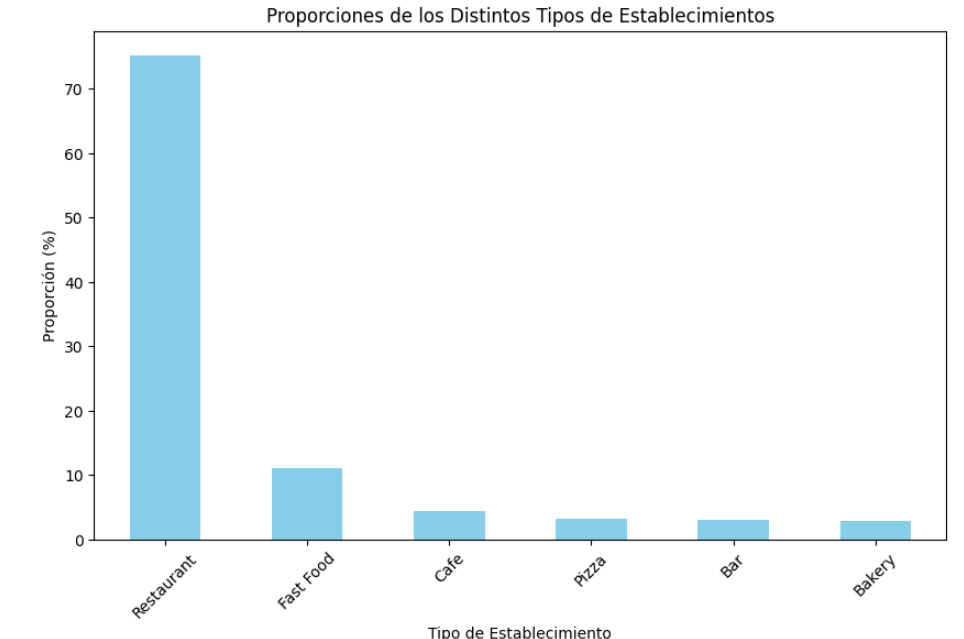 Proporciones de los Distintos Tipos de Establecimientos
Proporción (%)
70
60
50
40
30
20
10
0
Restaurant
Fast Food
Cafe
Pizza
Bar
Bakery
Tipo de Establecimiento